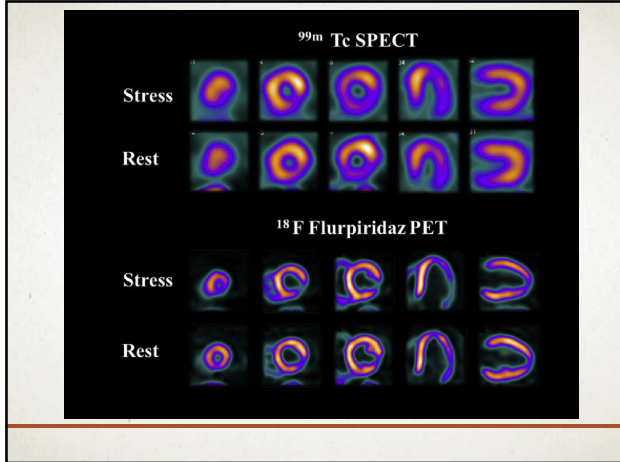 99m Tc SPECT
Stress
Rest
18 F Flurpiridaz PET
Stress
Rest